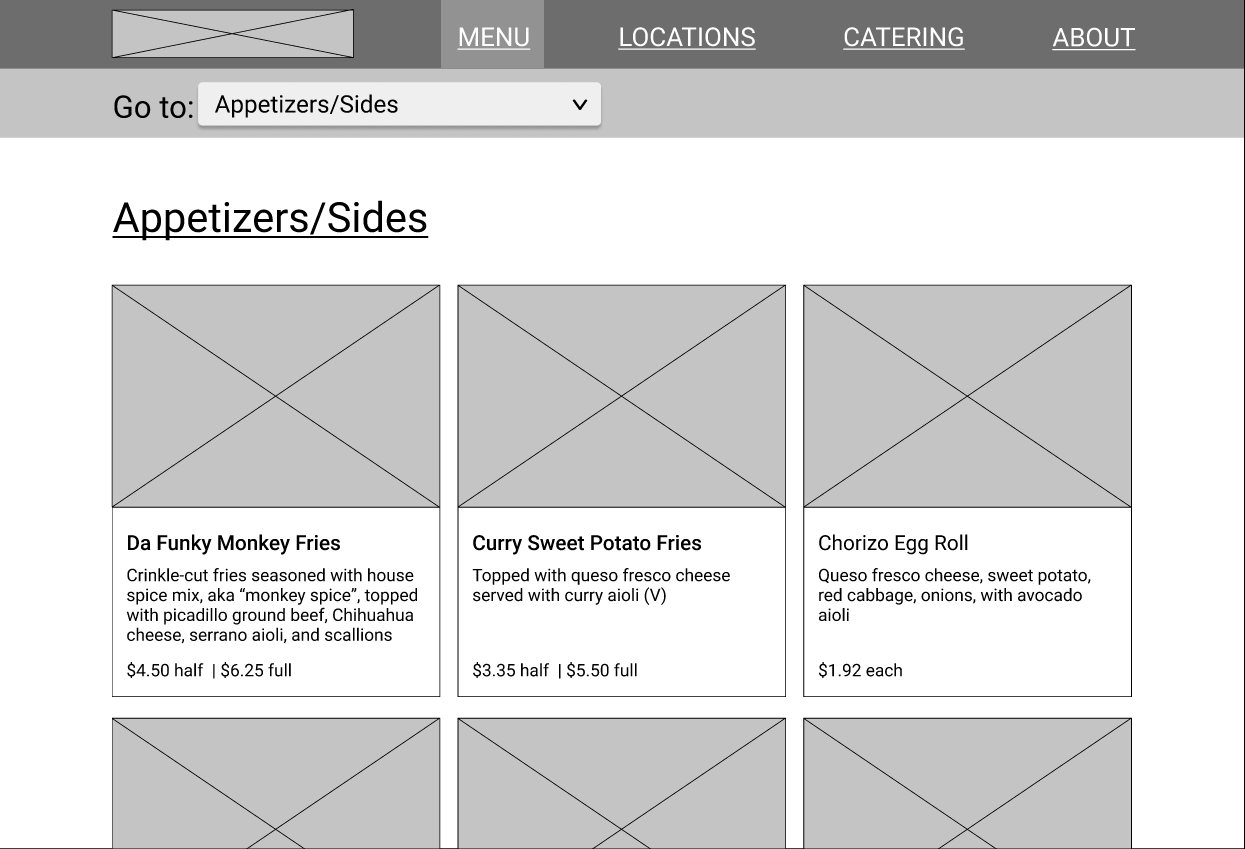 MENU
LOCATIONS
CATERING
ABOUT
Go to:
Appetizers/Sides
Appetizers/Sides
Da Funky Monkey Fries
Crinkle-cut fries seasoned with house
spice mix, aka “monkey spice”, topped
with picadillo ground beef, Chihuahua
cheese, serrano aioli, and scallions
$4.50 half | $6.25 full
Curry Sweet Potato Fries
Topped with queso fresco cheese
served with curry aioli (V)
$3.35 half | $5.50 full
Chorizo Egg Roll
Queso fresco cheese, sweet potato,
red cabbage, onions, with avocado
aioli
$1.92 each